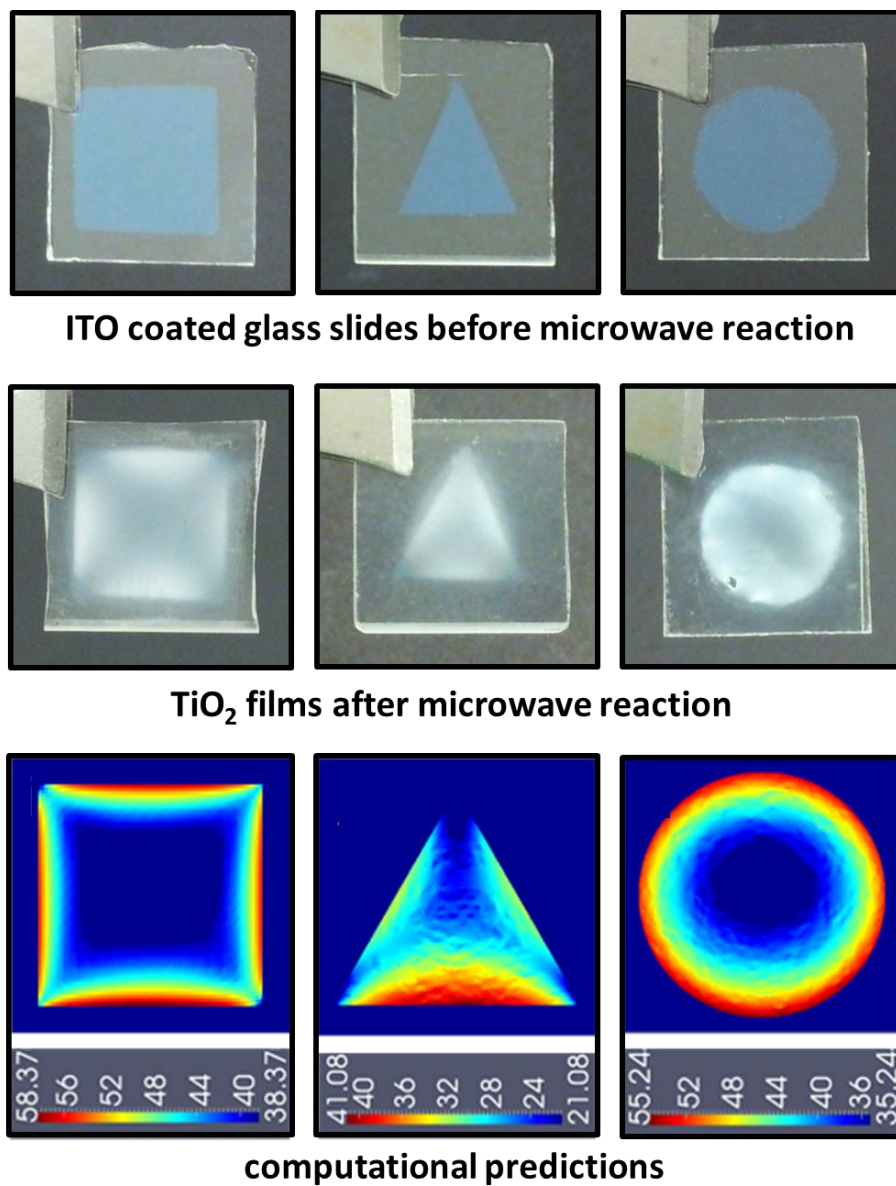 ITO coated glass slides before microwave reaction
TiO₂ films after microwave reaction
58.37 56 52 48 44 40 38.37
41.08 40 36 32 28 24 21.08
55.24 52 48 44 40 36 35.24
computational predictions